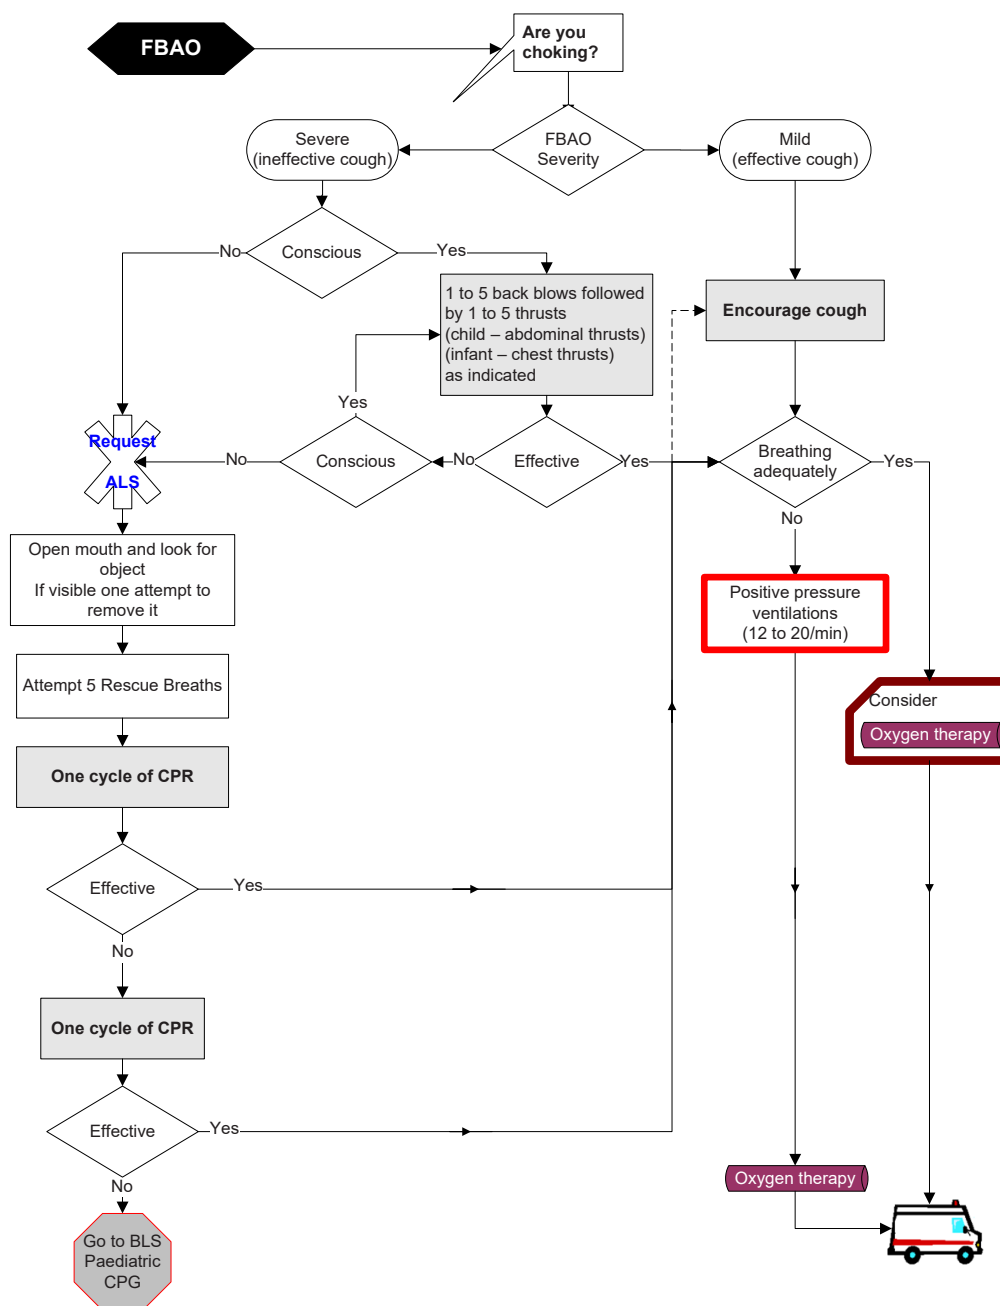 FBAO
Are you
choking?
Severe
(ineffective cough)
FBAO
Severity
Mild
(effective cough)
No
Conscious
Yes
1 to 5 back blows followed
by 1 to 5 thrusts
(child – abdominal thrusts)
(infant – chest thrusts)
as indicated
Encourage cough
Yes
Request
ALS
No
Conscious
No
Effective
Yes
Breathing
adequately
Yes
No
Open mouth and look for
object
If visible one attempt to
remove it
Positive pressure
ventilations
(12 to 20/min)
Attempt 5 Rescue Breaths
Consider
Oxygen therapy
One cycle of CPR
Effective
Yes
No
One cycle of CPR
Effective
Yes
No
Oxygen therapy
Go to BLS
Paediatric
CPG